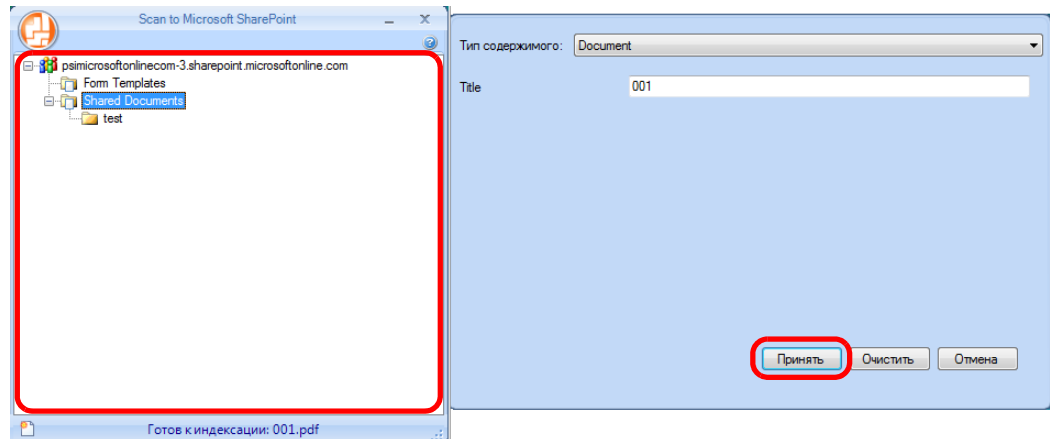 Scan to Microsoft SharePoint
psimicrosoftonlinecom-3.sharepoint.microsoftonline.com
Form Templates
Shared Documents
test
Готов к индексации: 001.pdf
Тип содержимого: Document
Title 001
Принять Очистить Отмена